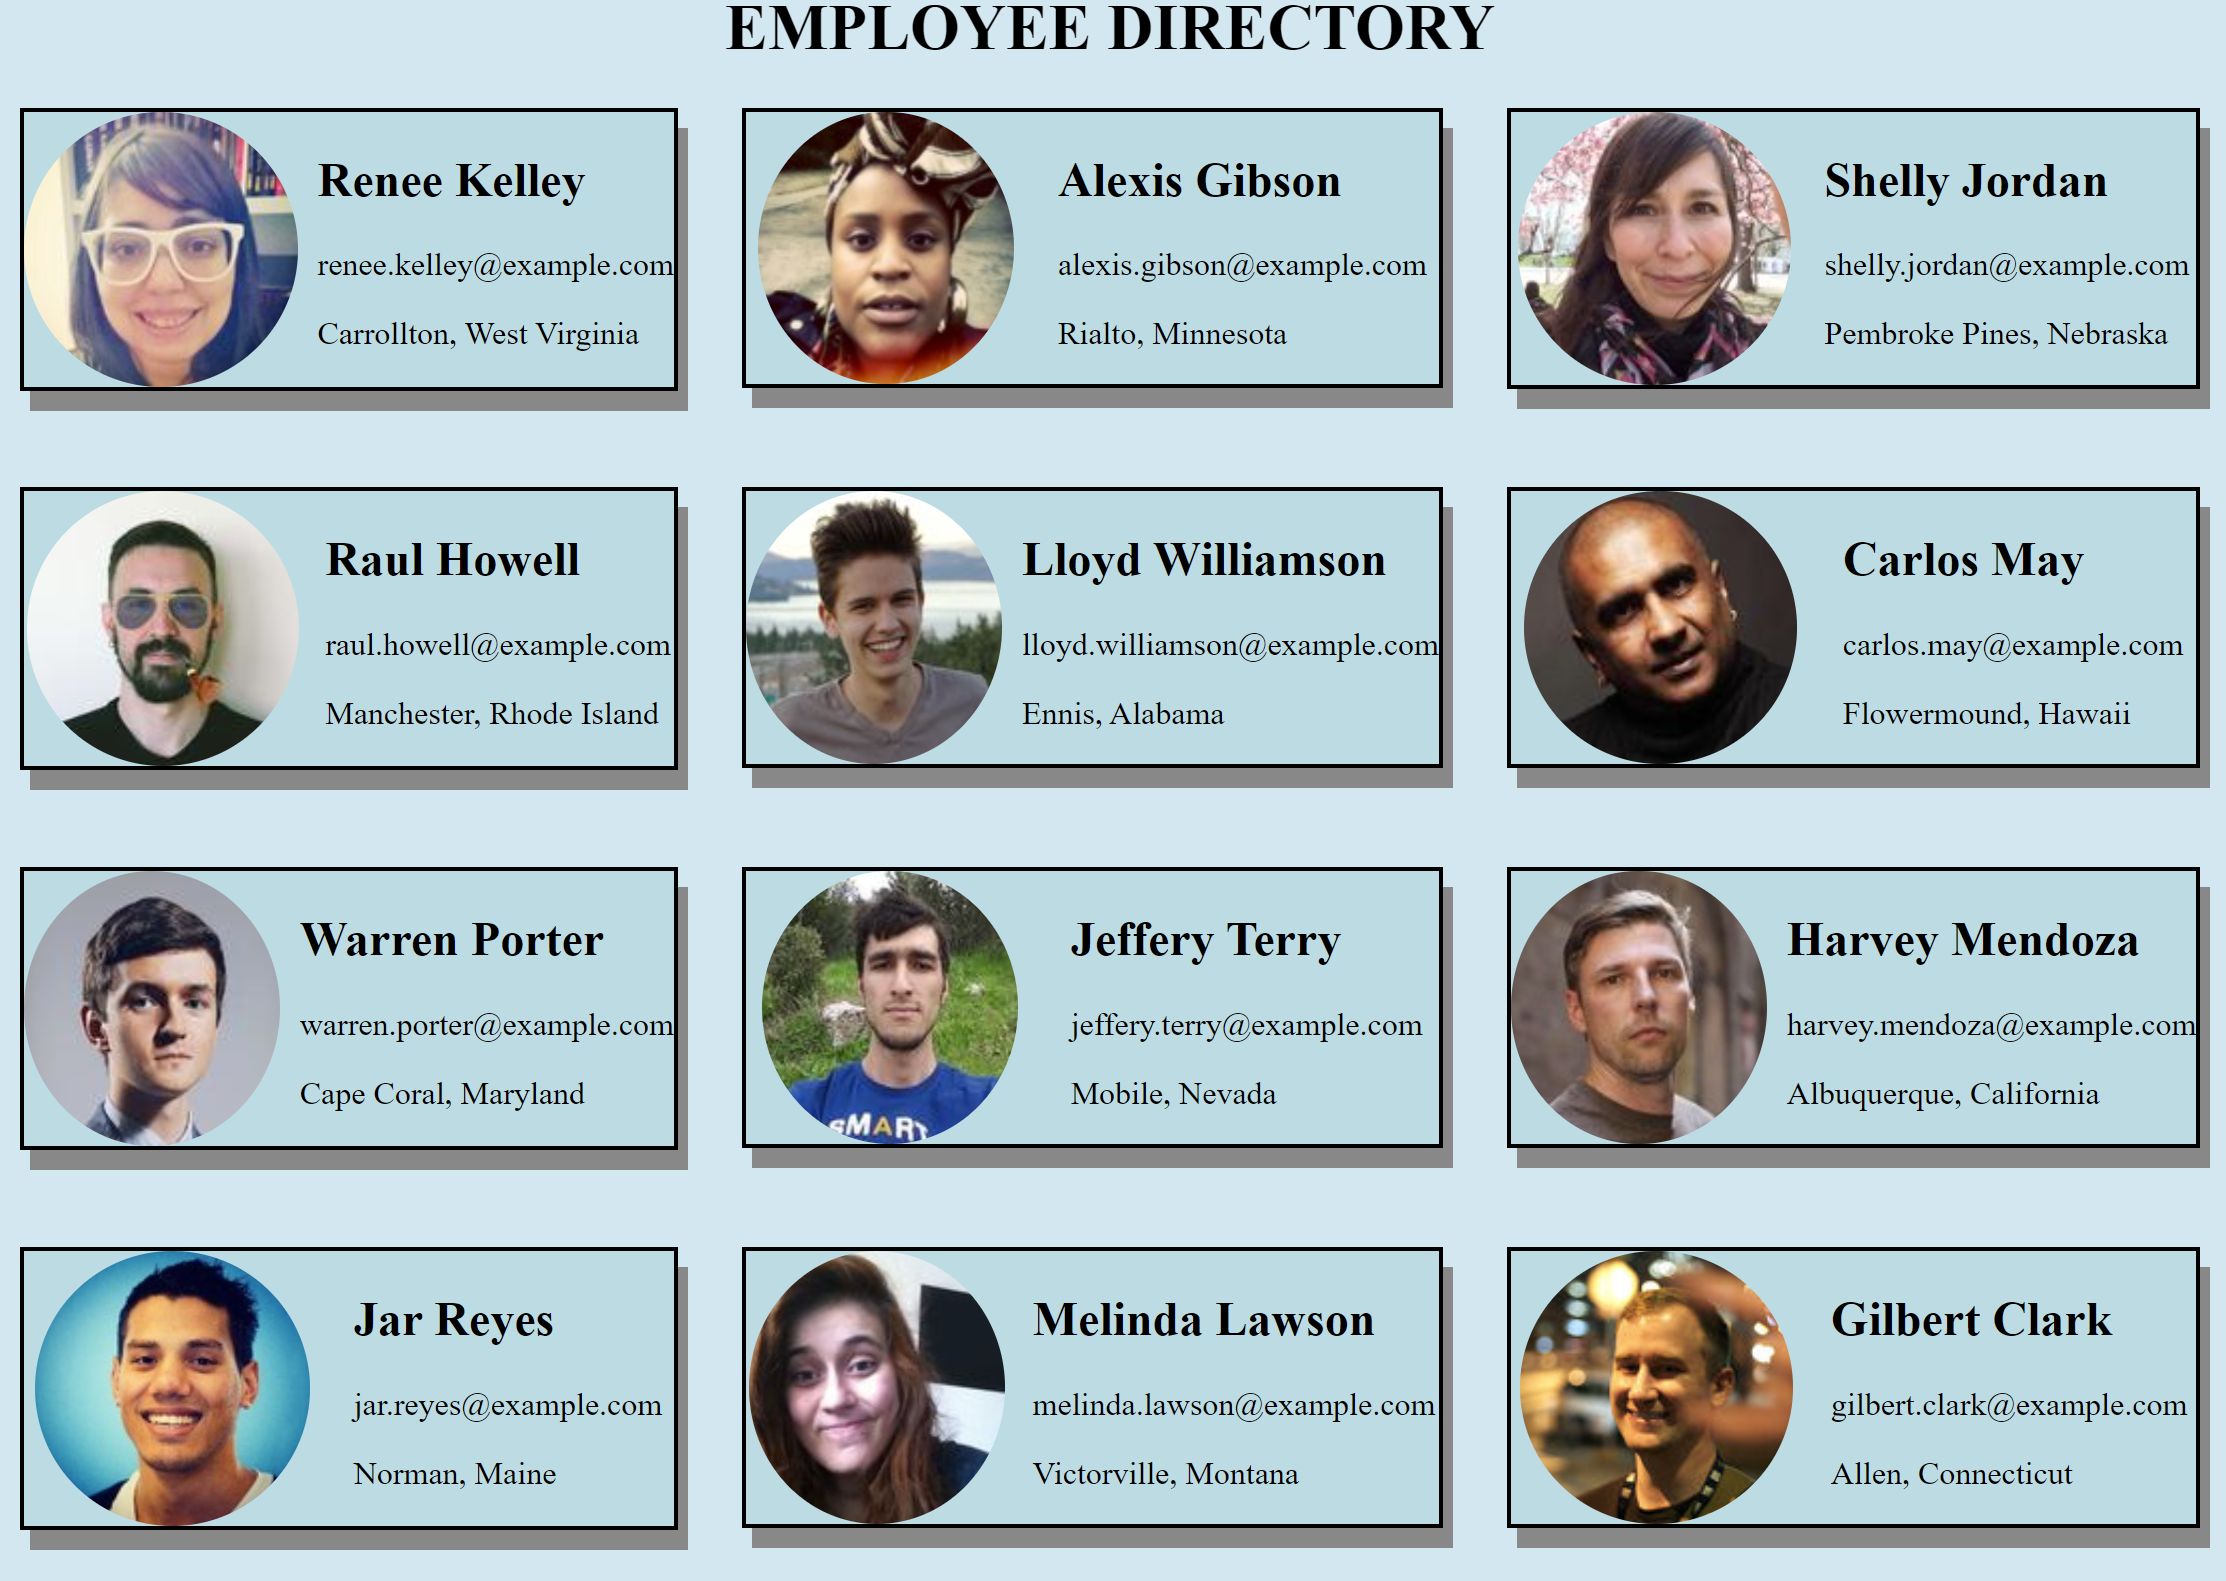 EMPLOYEE DIRECTORY
Renee Kelley
renee.kelley@example.com
Carrollton, West Virginia
Alexis Gibson
alexis.gibson@example.com
Rialto, Minnesota
Shelly Jordan
shelly.jordan@example.com
Pembroke Pines, Nebraska
Raul Howell
raul.howell@example.com
Manchester, Rhode Island
Lloyd Williamson
lloyd.williamson@example.com
Ennis, Alabama
Carlos May
carlos.may@example.com
Flowermound, Hawaii
Warren Porter
warren.porter@example.com
Cape Coral, Maryland
Jeffery Terry
jeffery.terry@example.com
Mobile, Nevada
SMART
Harvey Mendoza
harvey.mendoza@example.com
Albuquerque, California
Jar Reyes
jar.reyes@example.com
Norman, Maine
Melinda Lawson
melinda.lawson@example.com
Victorville, Montana
Gilbert Clark
gilbert.clark@example.com
Allen, Connecticut